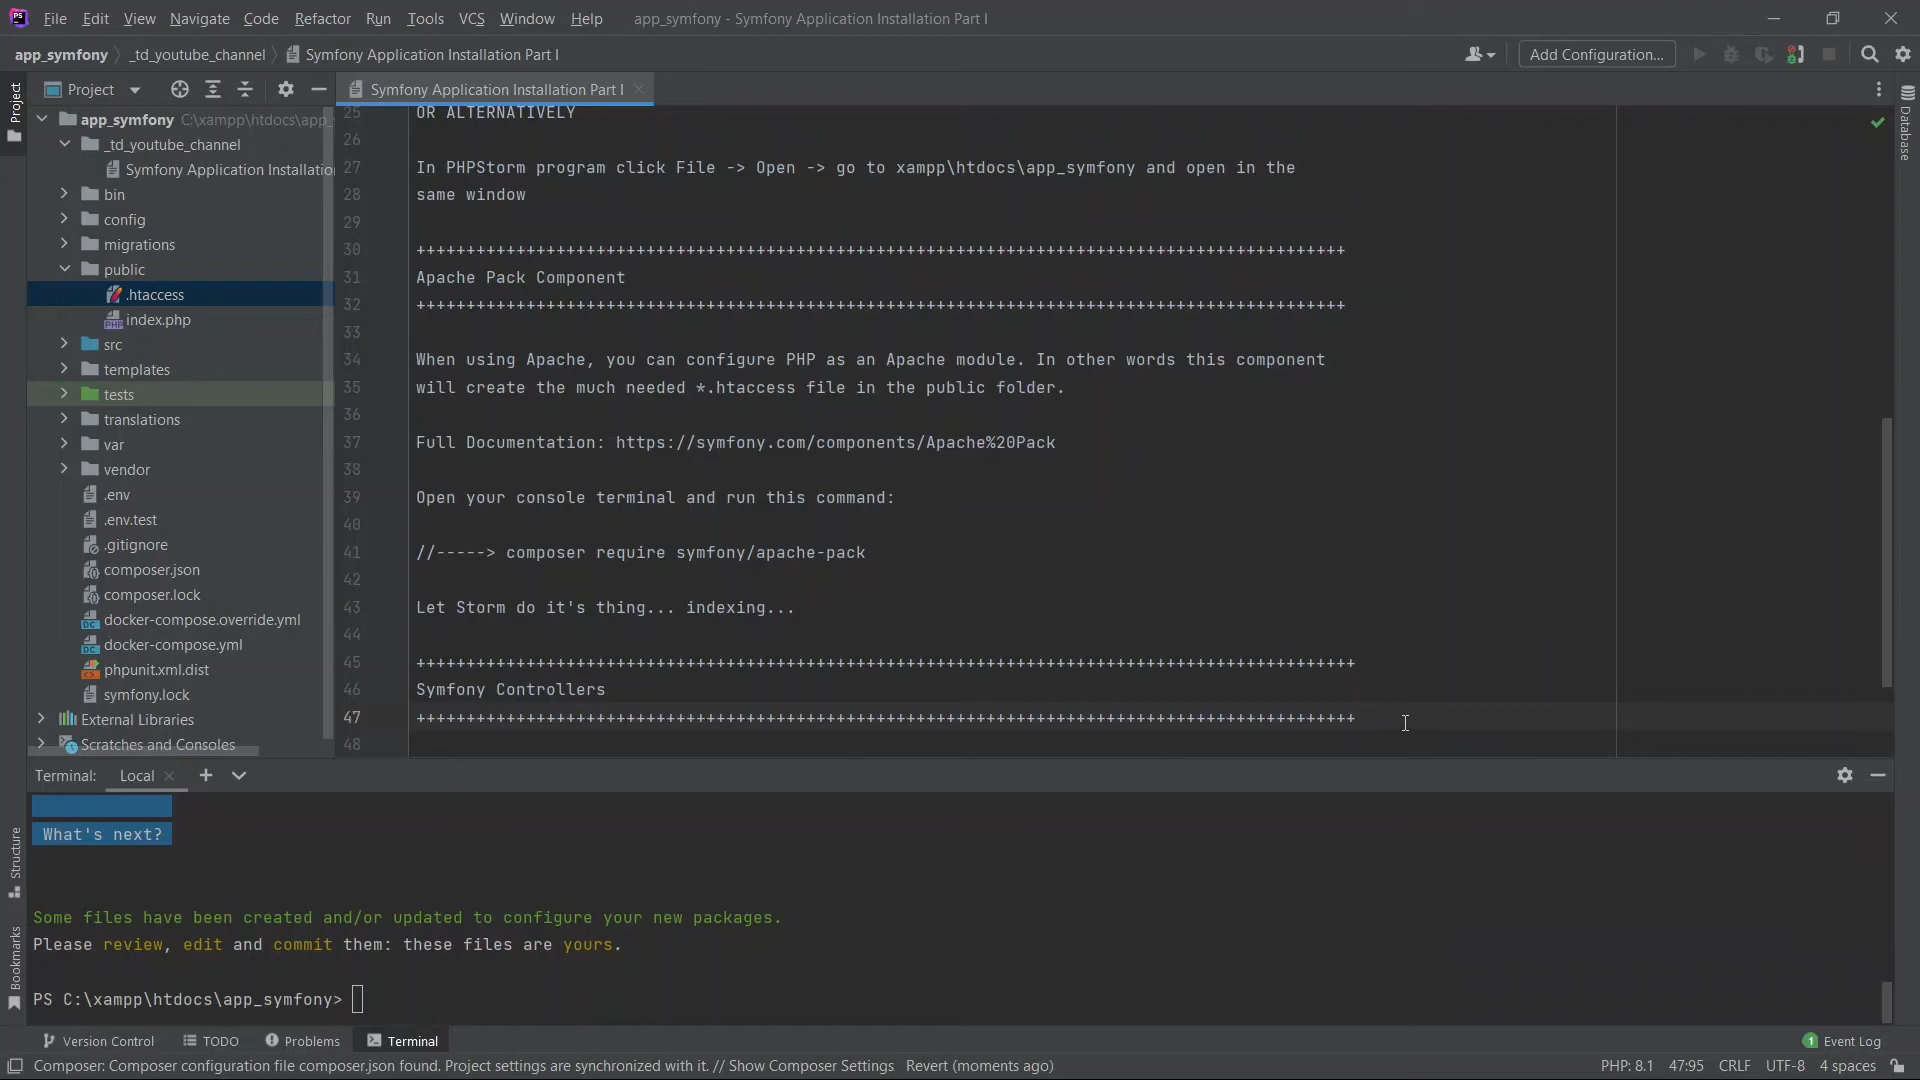 File Edit View Navigate Code Refactor Run Tools VCS Window Help app_symfony - Symfony Application Installation Part I
app_symfony _td_youtube_channel Symfony Application Installation Part I Add Configuration...
Project Symfony Application Installation Part I
Project
Database
app_symfony C:\xampp\htdocs\app_
_td_youtube_channel
Symfony Application Installatio
bin
config
migrations
public
.htaccess
index.php
src
templates
tests
translations
var
vendor
.env
.env.test
.gitignore
composer.json
composer.lock
docker-compose.override.yml
docker-compose.yml
phpunit.xml.dist
symfony.lock
External Libraries
Scratches and Consoles
25 OR ALTERNATIVELY
26
27 In PHPStorm program click File -> Open -> go to xampp\htdocs\app_symfony and open in the
28 same window
29
30 +++++++++++++++++++++++++++++++++++++++++++++++++++++++++++++++++++++++++++++++++++++++++++++
31 Apache Pack Component
32 +++++++++++++++++++++++++++++++++++++++++++++++++++++++++++++++++++++++++++++++++++++++++++++
33
34 When using Apache, you can configure PHP as an Apache module. In other words this component
35 will create the much needed *.htaccess file in the public folder.
36
37 Full Documentation: https://symfony.com/components/Apache%20Pack
38
39 Open your console terminal and run this command:
40
41 //-----> composer require symfony/apache-pack
42
43 Let Storm do it's thing... indexing...
44
45 ++++++++++++++++++++++++++++++++++++++++++++++++++++++++++++++++++++++++++++++++++++++++++++++
46 Symfony Controllers
47 ++++++++++++++++++++++++++++++++++++++++++++++++++++++++++++++++++++++++++++++++++++++++++++++
48
Terminal: Local
Structure
Bookmarks
What's next?
Some files have been created and/or updated to configure your new packages.
Please review, edit and commit them: these files are yours.
PS C:\xampp\htdocs\app_symfony>
Version Control TODO Problems Terminal 1 Event Log
Composer: Composer configuration file composer.json found. Project settings are synchronized with it. // Show Composer Settings Revert (moments ago) PHP: 8.1 47:95 CRLF UTF-8 4 spaces